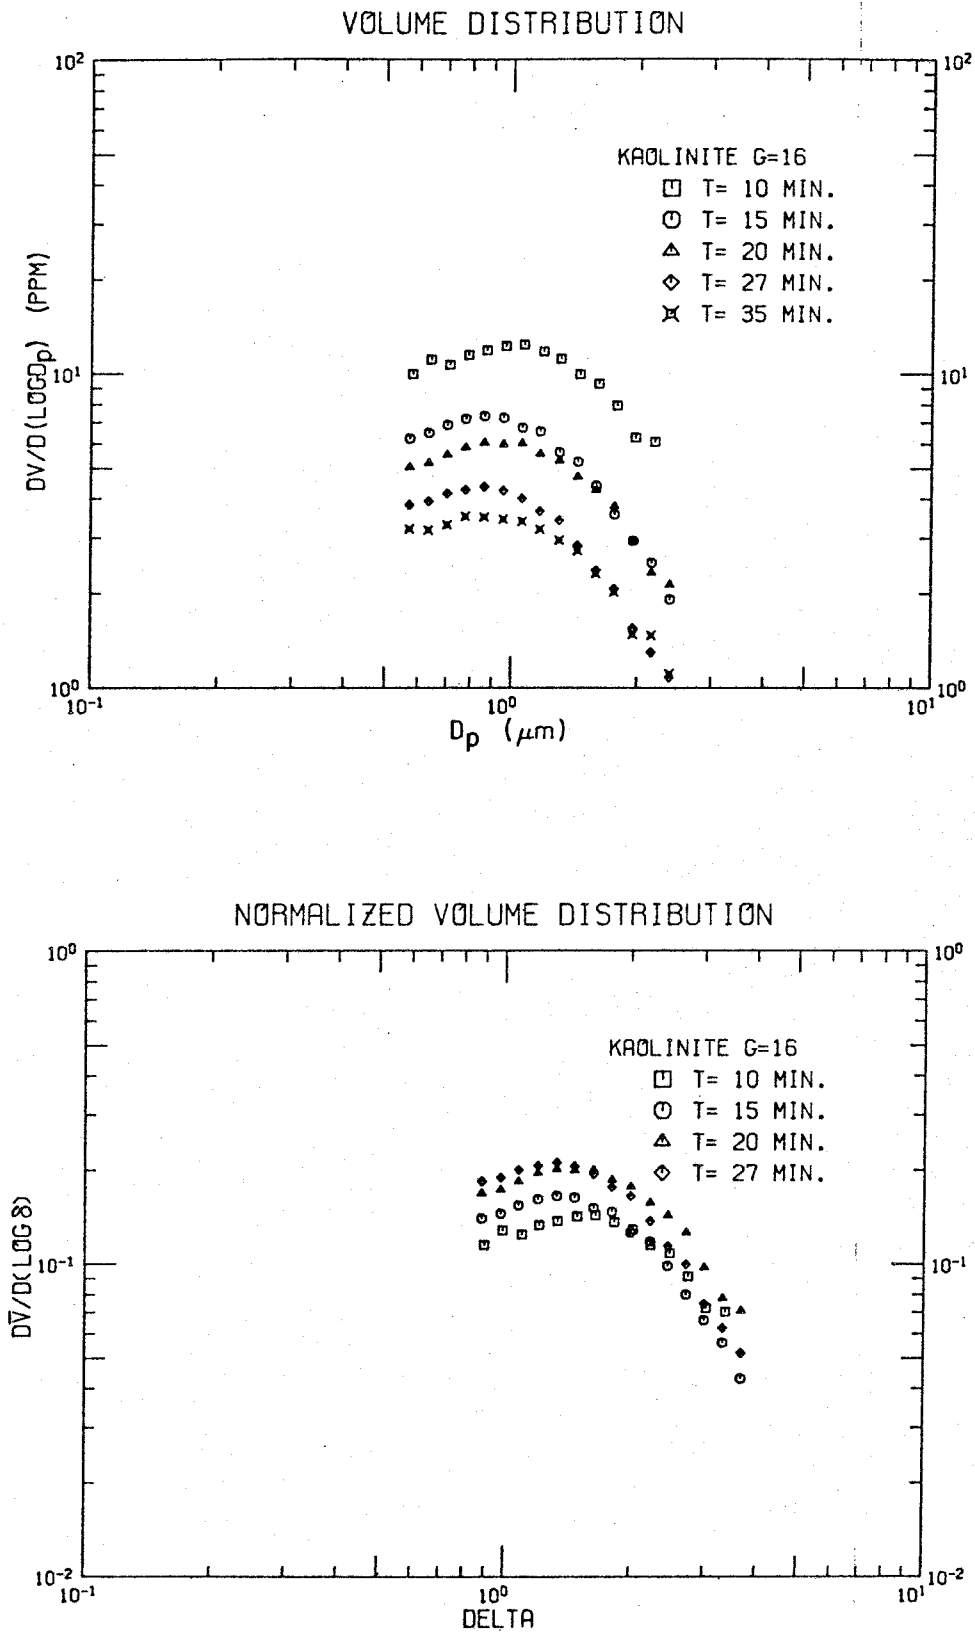 VOLUME DISTRIBUTION
10² 10²
KAOLINITE G=16
T= 10 MIN.
T= 15 MIN.
T= 20 MIN.
T= 27 MIN.
T= 35 MIN.
DV/D(LOGDp) (PPM)
10¹ 10¹
10⁰ 10⁰
10⁻¹ 10⁰ 10¹
Dp (μm)
NORMALIZED VOLUME DISTRIBUTION
10⁰ 10⁰
KAOLINITE G=16
T= 10 MIN.
T= 15 MIN.
T= 20 MIN.
T= 27 MIN.
DV̅/D(LOG δ)
10⁻¹ 10⁻¹
10⁻² 10⁻²
10⁻¹ 10⁰ 10¹
DELTA